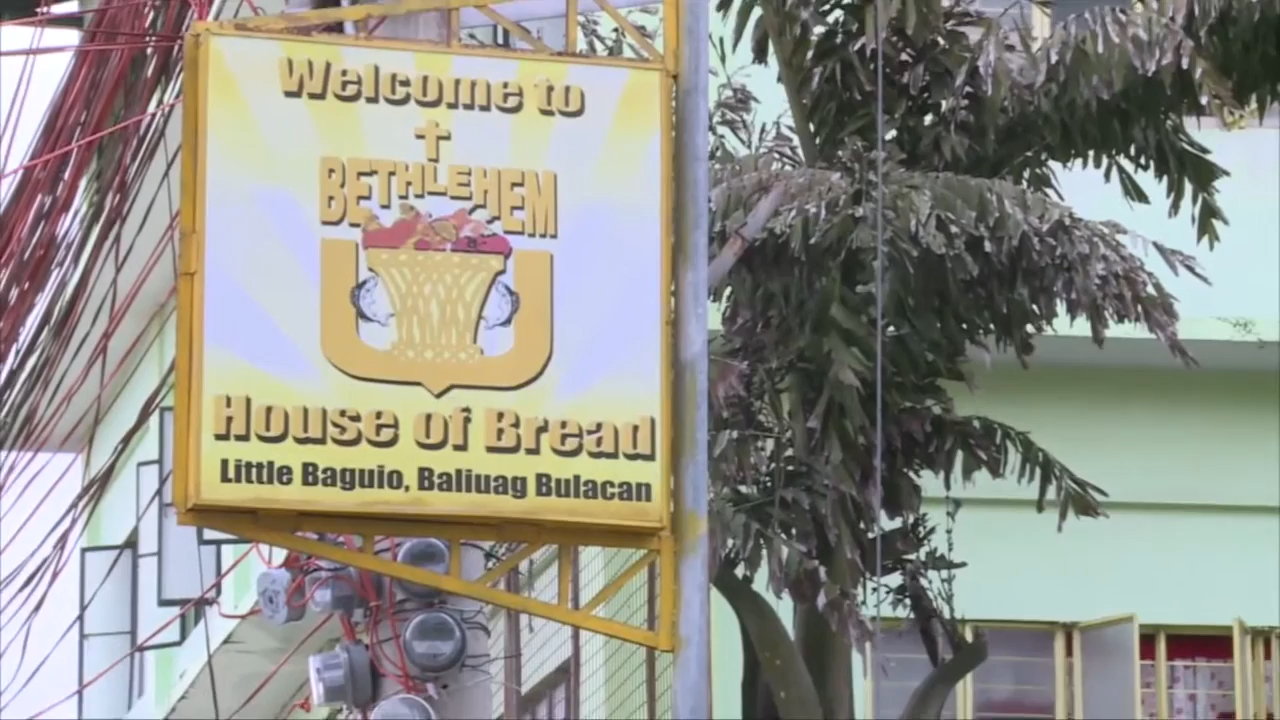 Welcome to
BETHLEHEM
House of Bread
Little Baguio, Baliuag Bulacan